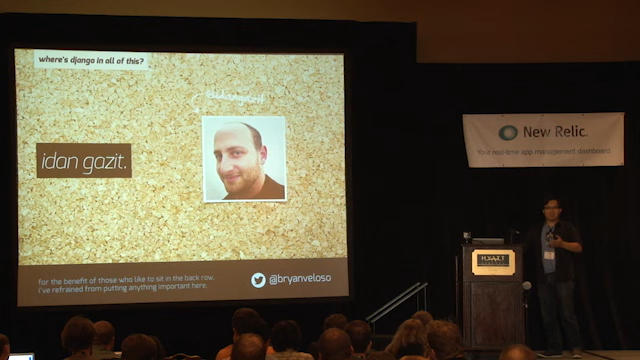 where's django in all of this?
idan gazit.
for the benefit of those who like to sit in the back row,
i've refrained from putting anything important here.
@bryanveloso
New Relic.
Your real-time app management dashboard.
HYATT